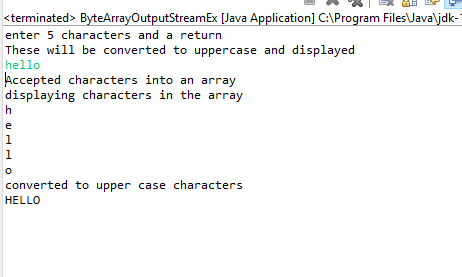 <terminated> ByteArrayOutputStreamEx [Java Application] C:\Program Files\Java\jdk-
enter 5 characters and a return
These will be converted to uppercase and displayed
hello
Accepted characters into an array
displaying characters in the array
h
e
l
l
o
converted to upper case characters
HELLO